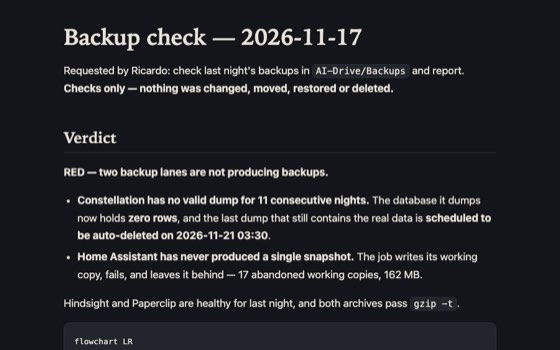 Backup check — 2026-11-17
Requested by Ricardo: check last night's backups in AI-Drive/Backups and report.
Checks only — nothing was changed, moved, restored or deleted.
Verdict
RED — two backup lanes are not producing backups.
• Constellation has no valid dump for 11 consecutive nights. The database it dumps
now holds zero rows, and the last dump that still contains the real data is scheduled to
be auto-deleted on 2026-11-21 03:30.
• Home Assistant has never produced a single snapshot. The job writes its working
copy, fails, and leaves it behind — 17 abandoned working copies, 162 MB.
Hindsight and Paperclip are healthy for last night, and both archives pass gzip -t.
flowchart LR